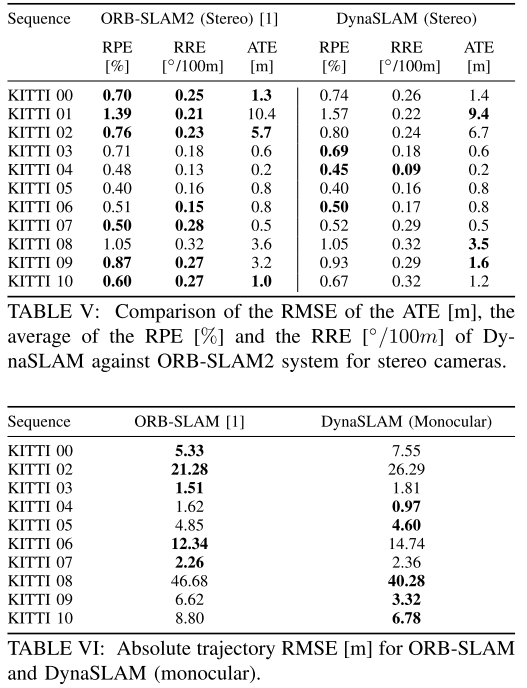 Sequence ORB-SLAM2 (Stereo) [1] DynaSLAM (Stereo)
RPE RRE ATE RPE RRE ATE
[%] [°/100m] [m] [%] [°/100m] [m]
KITTI 00 0.70 0.25 1.3 0.74 0.26 1.4
KITTI 01 1.39 0.21 10.4 1.57 0.22 9.4
KITTI 02 0.76 0.23 5.7 0.80 0.24 6.7
KITTI 03 0.71 0.18 0.6 0.69 0.18 0.6
KITTI 04 0.48 0.13 0.2 0.45 0.09 0.2
KITTI 05 0.40 0.16 0.8 0.40 0.16 0.8
KITTI 06 0.51 0.15 0.8 0.50 0.17 0.8
KITTI 07 0.50 0.28 0.5 0.52 0.29 0.5
KITTI 08 1.05 0.32 3.6 1.05 0.32 3.5
KITTI 09 0.87 0.27 3.2 0.93 0.29 1.6
KITTI 10 0.60 0.27 1.0 0.67 0.32 1.2
TABLE V: Comparison of the RMSE of the ATE [m], the
average of the RPE [%] and the RRE [°/100m] of Dy-
naSLAM against ORB-SLAM2 system for stereo cameras.
Sequence ORB-SLAM [1] DynaSLAM (Monocular)
KITTI 00 5.33 7.55
KITTI 02 21.28 26.29
KITTI 03 1.51 1.81
KITTI 04 1.62 0.97
KITTI 05 4.85 4.60
KITTI 06 12.34 14.74
KITTI 07 2.26 2.36
KITTI 08 46.68 40.28
KITTI 09 6.62 3.32
KITTI 10 8.80 6.78
TABLE VI: Absolute trajectory RMSE [m] for ORB-SLAM
and DynaSLAM (monocular).